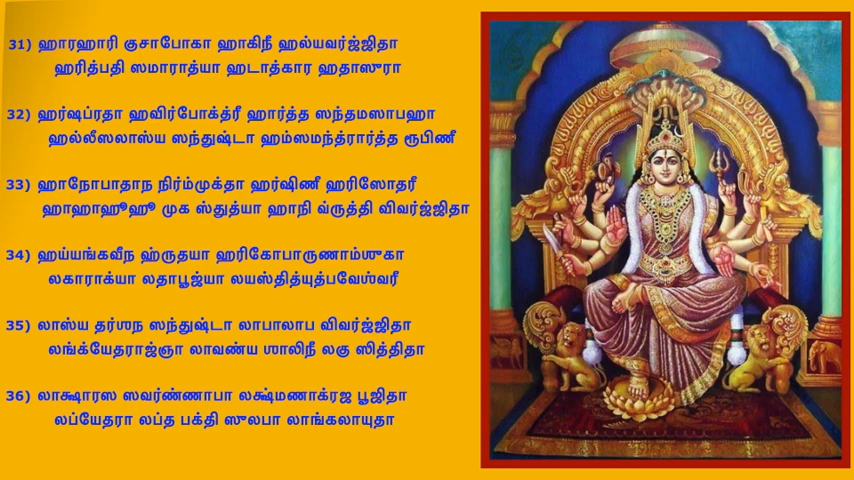 31) ஹாரஹாரி குசாபோகா ஹாகிநீ ஹல்யவர்ஜ்ஜிதா
ஹரித்பதி ஸமாராத்யா ஹடாத்கார ஹதாஸுரா
32) ஹர்ஷப்ரதா ஹவிர்போக்த்ரீ ஹார்த்த ஸந்தமஸாபஹா
ஹல்லீஸலாஸ்ய ஸந்துஷ்டா ஹம்ஸமந்த்ரார்த்த ரூபிணீ
33) ஹாநோபாதாந நிர்ம்முக்தா ஹர்ஷிணீ ஹரிஸோதரீ
ஹாஹாஹூஹூ முக ஸ்துத்யா ஹாநி வ்ருத்தி விவர்ஜ்ஜிதா
34) ஹய்யங்கவீந ஹ்ருதயா ஹரிகோபாருணாம்ஶுகா
லகாராக்யா லதாபூஜ்யா லயஸ்தித்யுத்பவேஶ்வரீ
35) லாஸ்ய தர்ஶந ஸந்துஷ்டா லாபாலாப விவர்ஜ்ஜிதா
லங்க்யேதராஜ்ஞா லாவண்ய ஶாலிநீ லகு ஸித்திதா
36) லாக்ஷாரஸ ஸவர்ண்ணாபா லக்ஷ்மணாக்ரஜ பூஜிதா
லப்யேதரா லப்த பக்தி ஸுலபா லாங்கலாயுதா